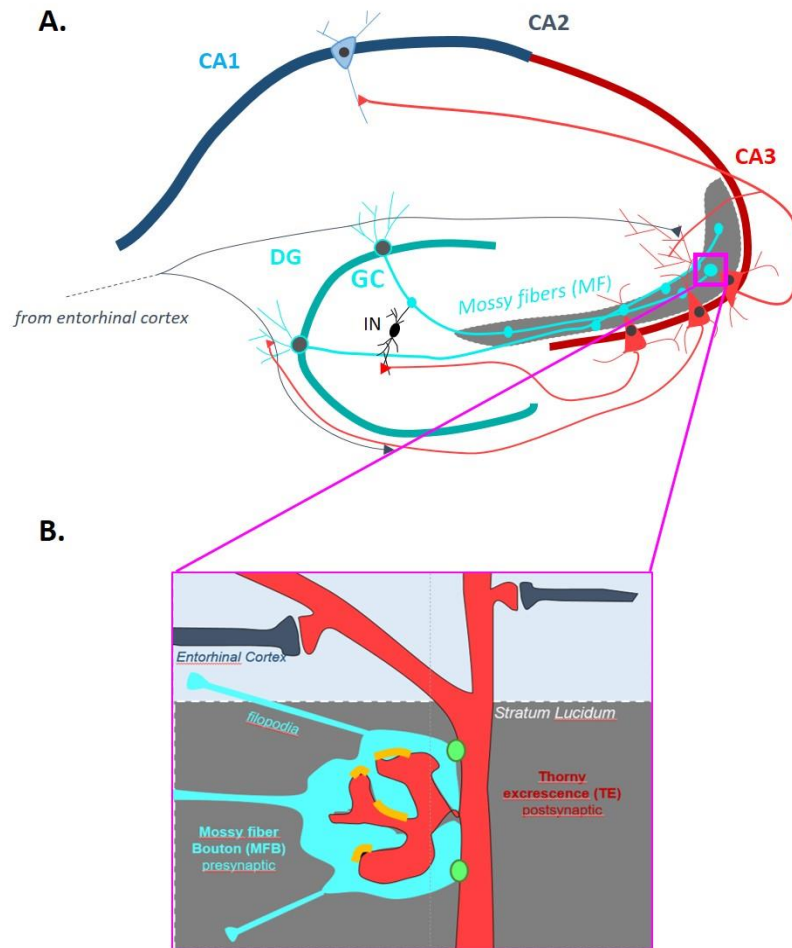 A.
CA2
CA1
CA3
DG
GC
Mossy fibers (MF)
IN
from entorhinal cortex
B.
Entorhinal Cortex
Stratum Lucidum
filopodia
Thorny
excrescence (TE)
postsynaptic
Mossy fiber
Bouton (MFB)
presynaptic